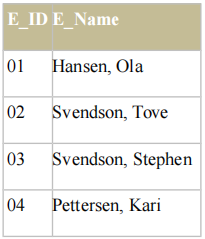 E_ID E_Name
01 Hansen, Ola
02 Svendson, Tove
03 Svendson, Stephen
04 Pettersen, Kari